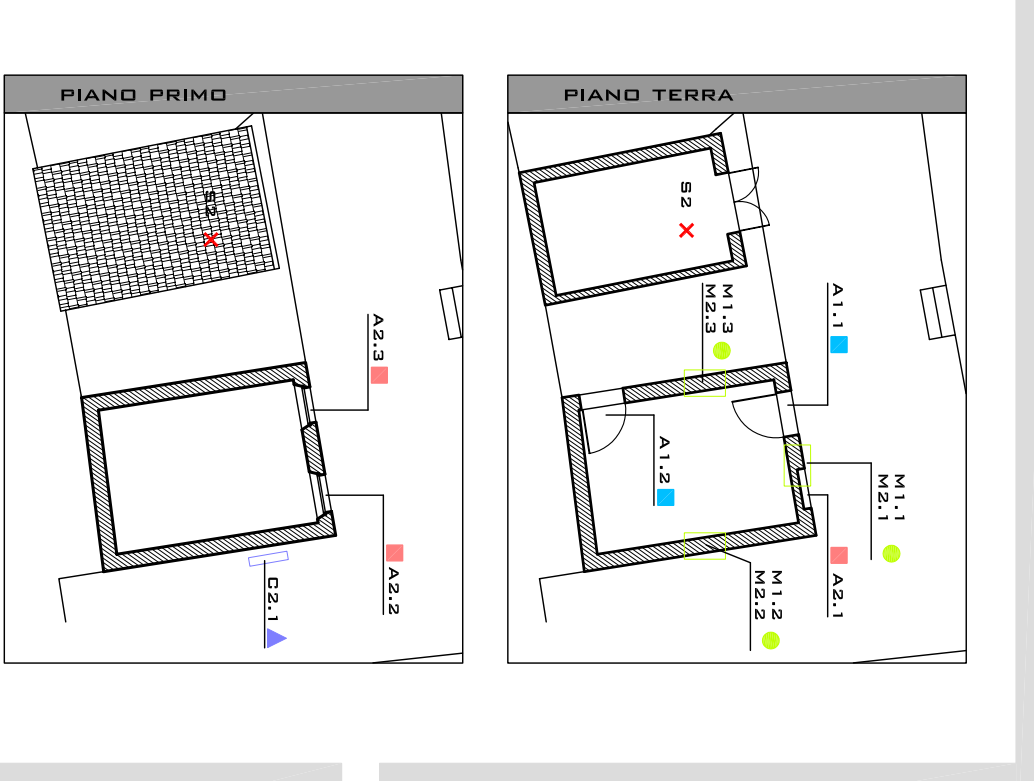 PIANO PRIMO
S2
A2.3
A2.2
C2.1
PIANO TERRA
S2
M1.3
M2.3
A1.1
A1.2
M1.1
M2.1
A2.1
M1.2
M2.2